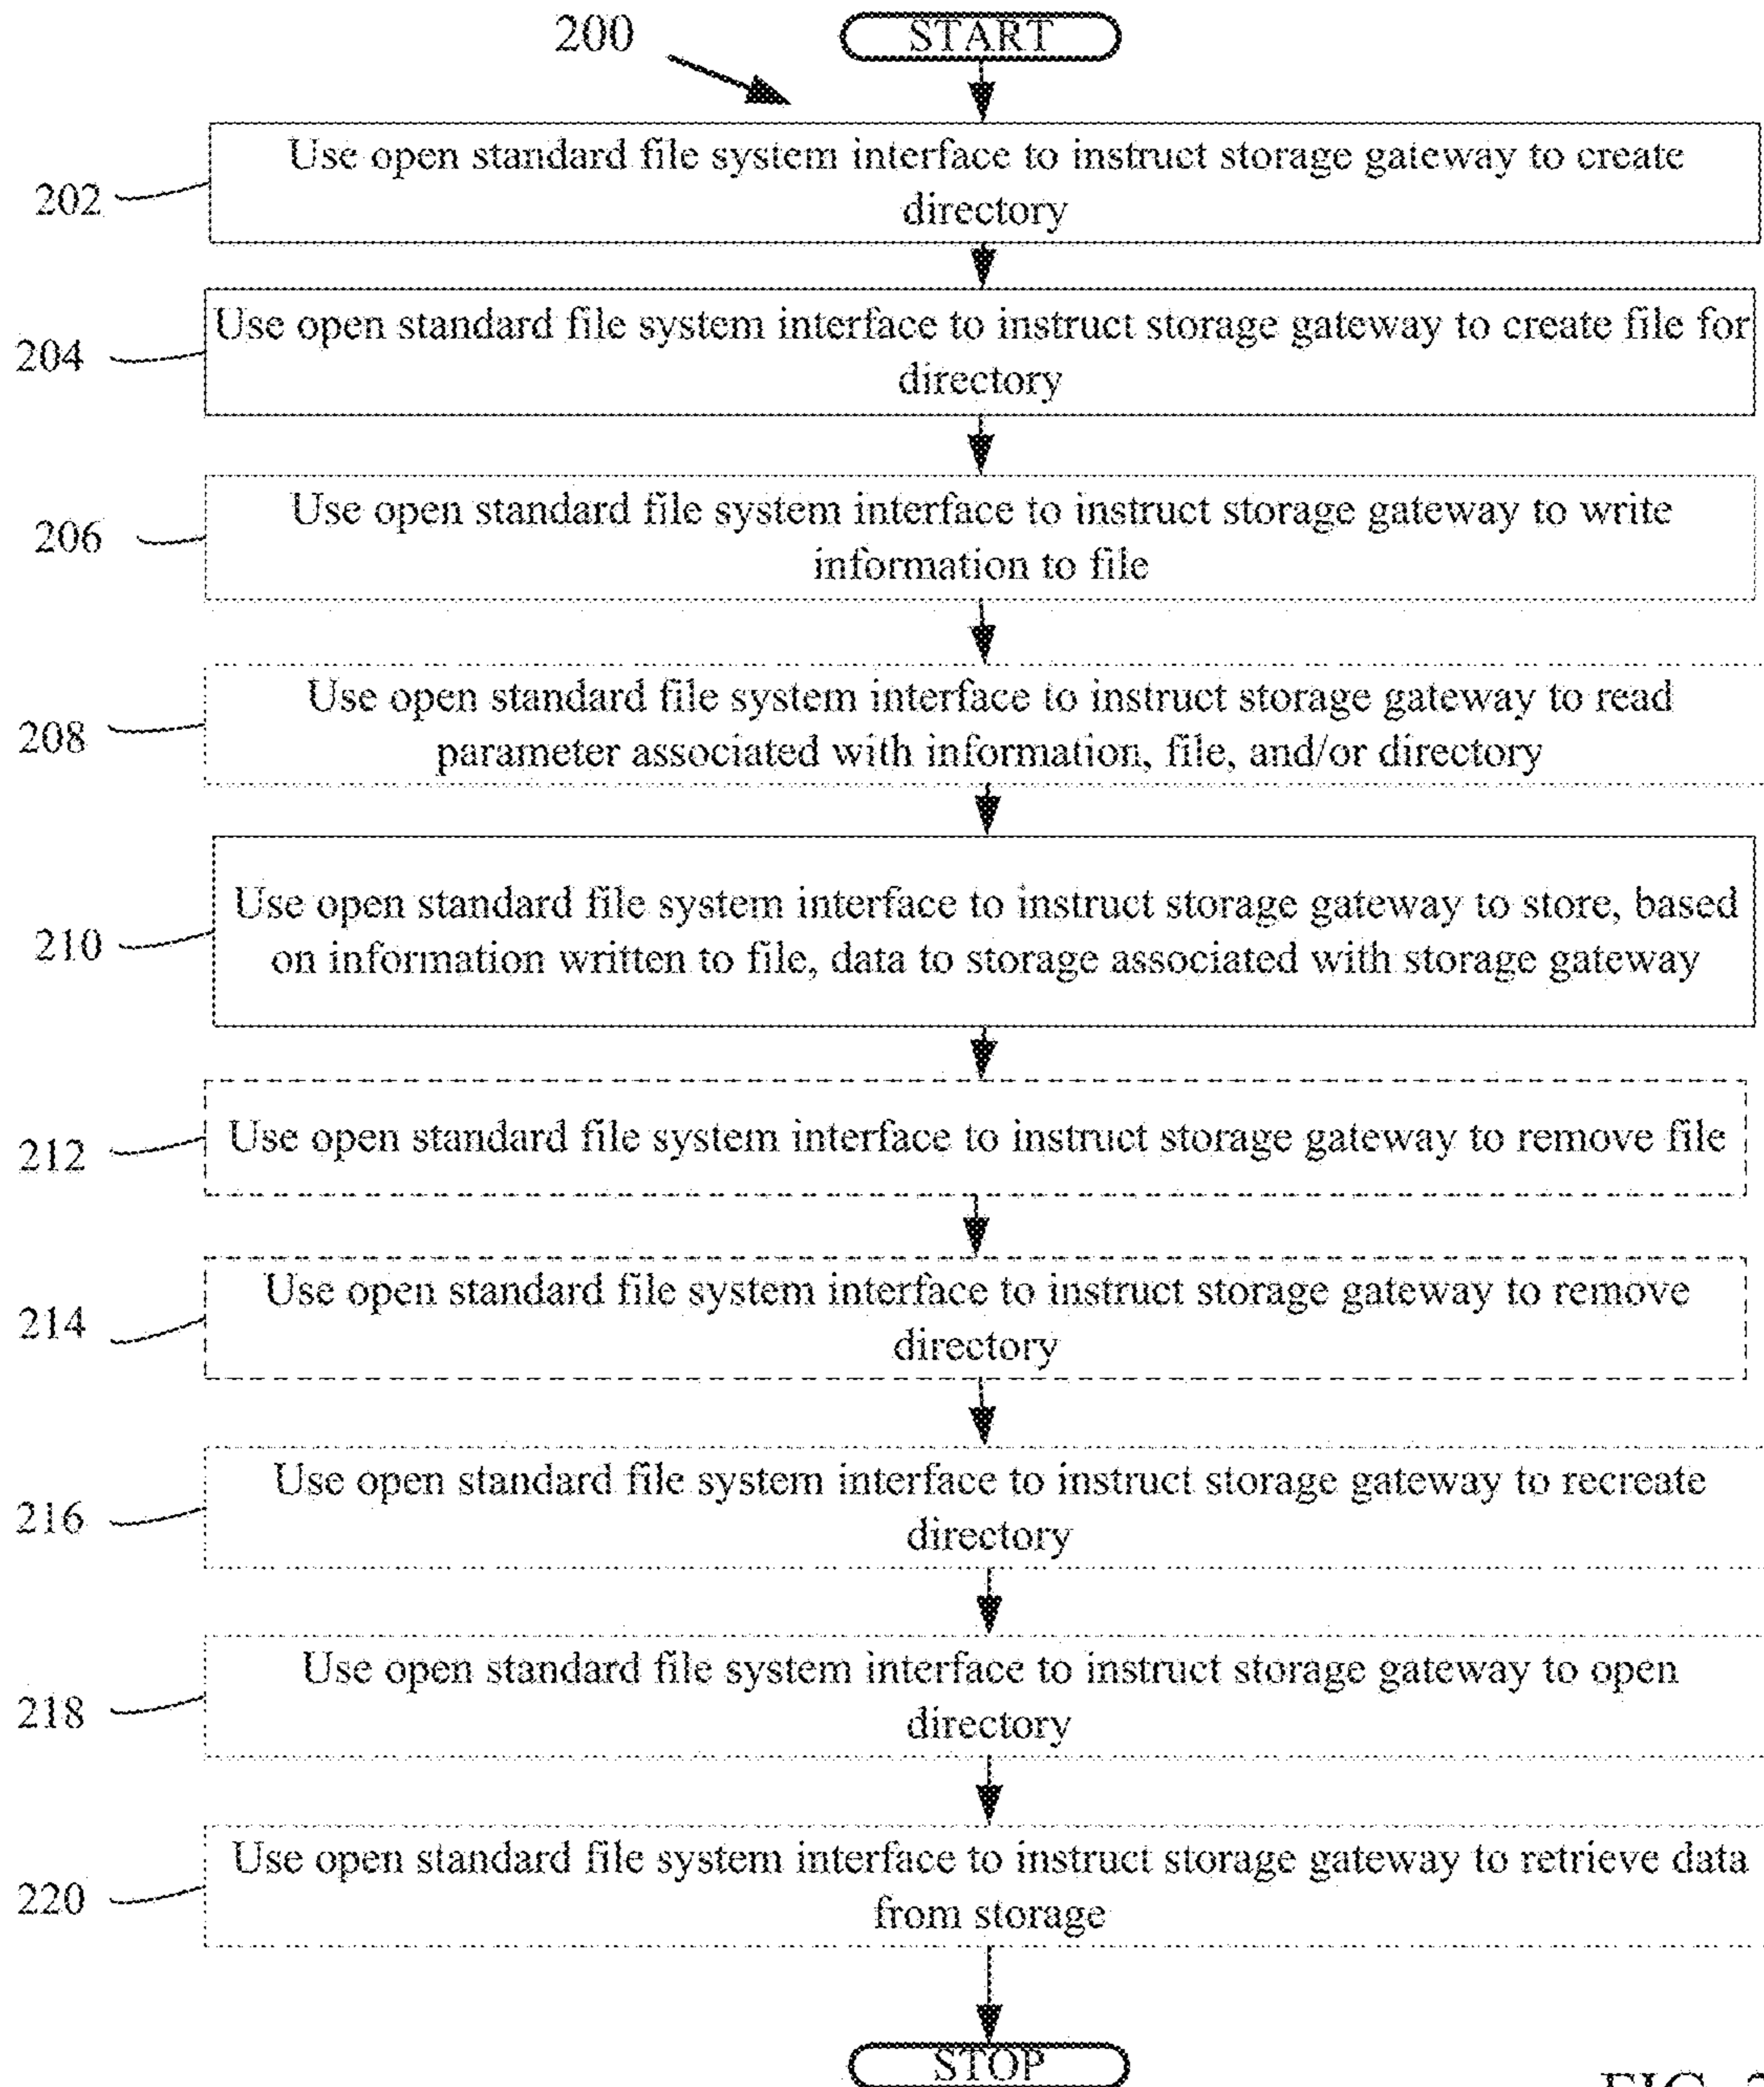 200
START
202
Use open standard file system interface to instruct storage gateway to create
directory
204
Use open standard file system interface to instruct storage gateway to create file for
directory
206
Use open standard file system interface to instruct storage gateway to write
information to file
208
Use open standard file system interface to instruct storage gateway to read
parameter associated with information, file, and/or directory
210
Use open standard file system interface to instruct storage gateway to store, based
on information written to file, data to storage associated with storage gateway
212
Use open standard file system interface to instruct storage gateway to remove file
214
Use open standard file system interface to instruct storage gateway to remove
directory
216
Use open standard file system interface to instruct storage gateway to recreate
directory
218
Use open standard file system interface to instruct storage gateway to open
directory
220
Use open standard file system interface to instruct storage gateway to retrieve data
from storage
STOP
FIG.